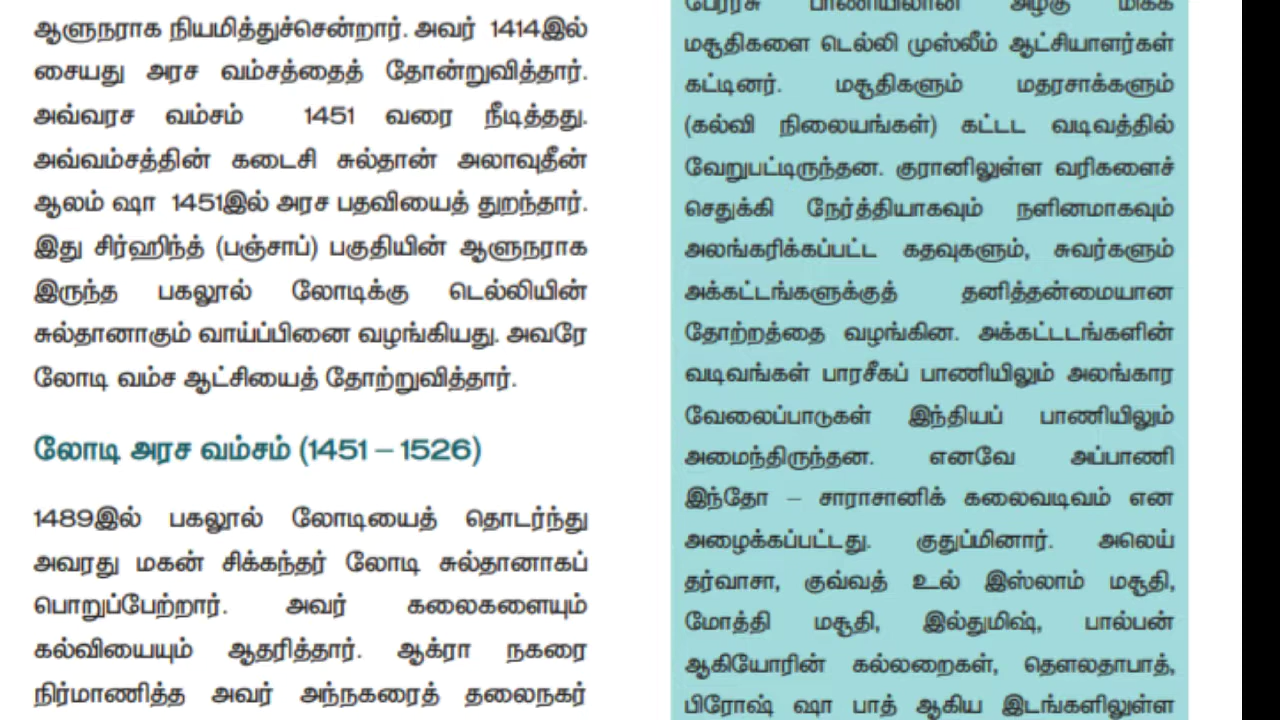 ஆளுநராக நியமித்துச்சென்றார். அவர் 1414இல்
சையது அரச வம்சத்தைத் தோன்றுவித்தார்.
அவ்வரச வம்சம் 1451 வரை நீடித்தது.
அவ்வம்சத்தின் கடைசி சுல்தான் அலாவுதீன்
ஆலம் ஷா 1451இல் அரச பதவியைத் துறந்தார்.
இது சிர்ஹிந்த் (பஞ்சாப்) பகுதியின் ஆளுநராக
இருந்த பகலூல் லோடிக்கு டெல்லியின்
சுல்தானாகும் வாய்ப்பினை வழங்கியது. அவரே
லோடி வம்ச ஆட்சியைத் தோற்றுவித்தார்.
லோடி அரச வம்சம் (1451 – 1526)
1489இல் பகலூல் லோடியைத் தொடர்ந்து
அவரது மகன் சிக்கந்தர் லோடி சுல்தானாகப்
பொறுப்பேற்றார். அவர் கலைகளையும்
கல்வியையும் ஆதரித்தார். ஆக்ரா நகரை
நிர்மாணித்த அவர் அந்நகரைத் தலைநகர்
பேரரசு பாணியிலான அழகு மிக்க
மசூதிகளை டெல்லி முஸ்லீம் ஆட்சியாளர்கள்
கட்டினர். மசூதிகளும் மதரசாக்களும்
(கல்வி நிலையங்கள்) கட்டட வடிவத்தில்
வேறுபட்டிருந்தன. குரானிலுள்ள வரிகளைச்
செதுக்கி நேர்த்தியாகவும் நளினமாகவும்
அலங்கரிக்கப்பட்ட கதவுகளும், சுவர்களும்
அக்கட்டங்களுக்குத் தனித்தன்மையான
தோற்றத்தை வழங்கின. அக்கட்டடங்களின்
வடிவங்கள் பாரசீகப் பாணியிலும் அலங்கார
வேலைப்பாடுகள் இந்தியப் பாணியிலும்
அமைந்திருந்தன. எனவே அப்பாணி
இந்தோ – சாராசானிக் கலைவடிவம் என
அழைக்கப்பட்டது. குதுப்மினார். அலெய்
தர்வாசா, குவ்வத் உல் இஸ்லாம் மசூதி,
மோத்தி மசூதி, இல்துமிஷ், பால்பன்
ஆகியோரின் கல்லறைகள், தௌலதாபாத்,
பிரோஷ் ஷா பாத் ஆகிய இடங்களிலுள்ள